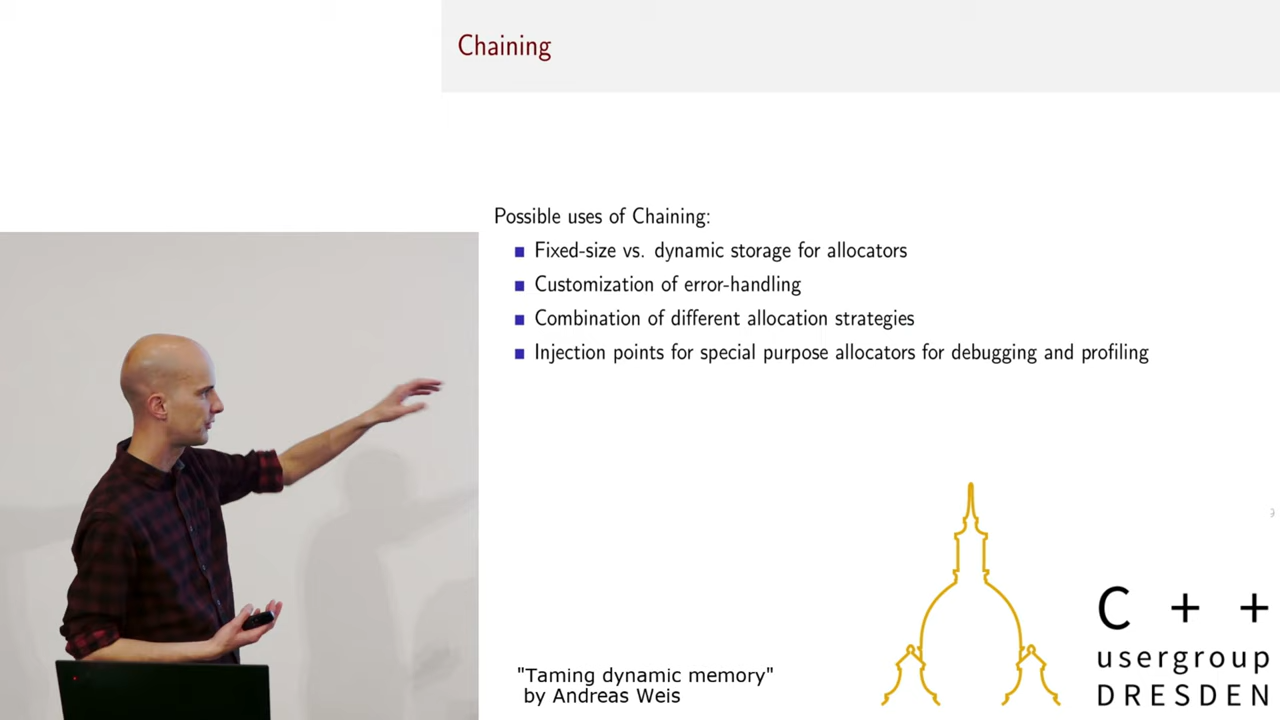 Chaining
Possible uses of Chaining:
Fixed-size vs. dynamic storage for allocators
Customization of error-handling
Combination of different allocation strategies
Injection points for special purpose allocators for debugging and profiling
"Taming dynamic memory"
by Andreas Weis
C + +
usergroup
DRESDEN